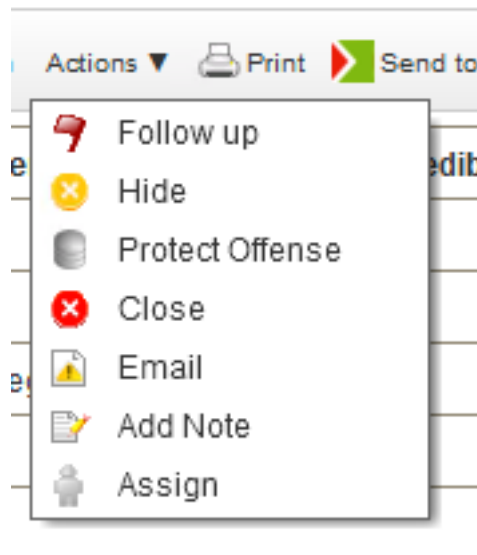 Actions ▼ Print Send to
Follow up
Hide
Protect Offense
Close
Email
Add Note
Assign